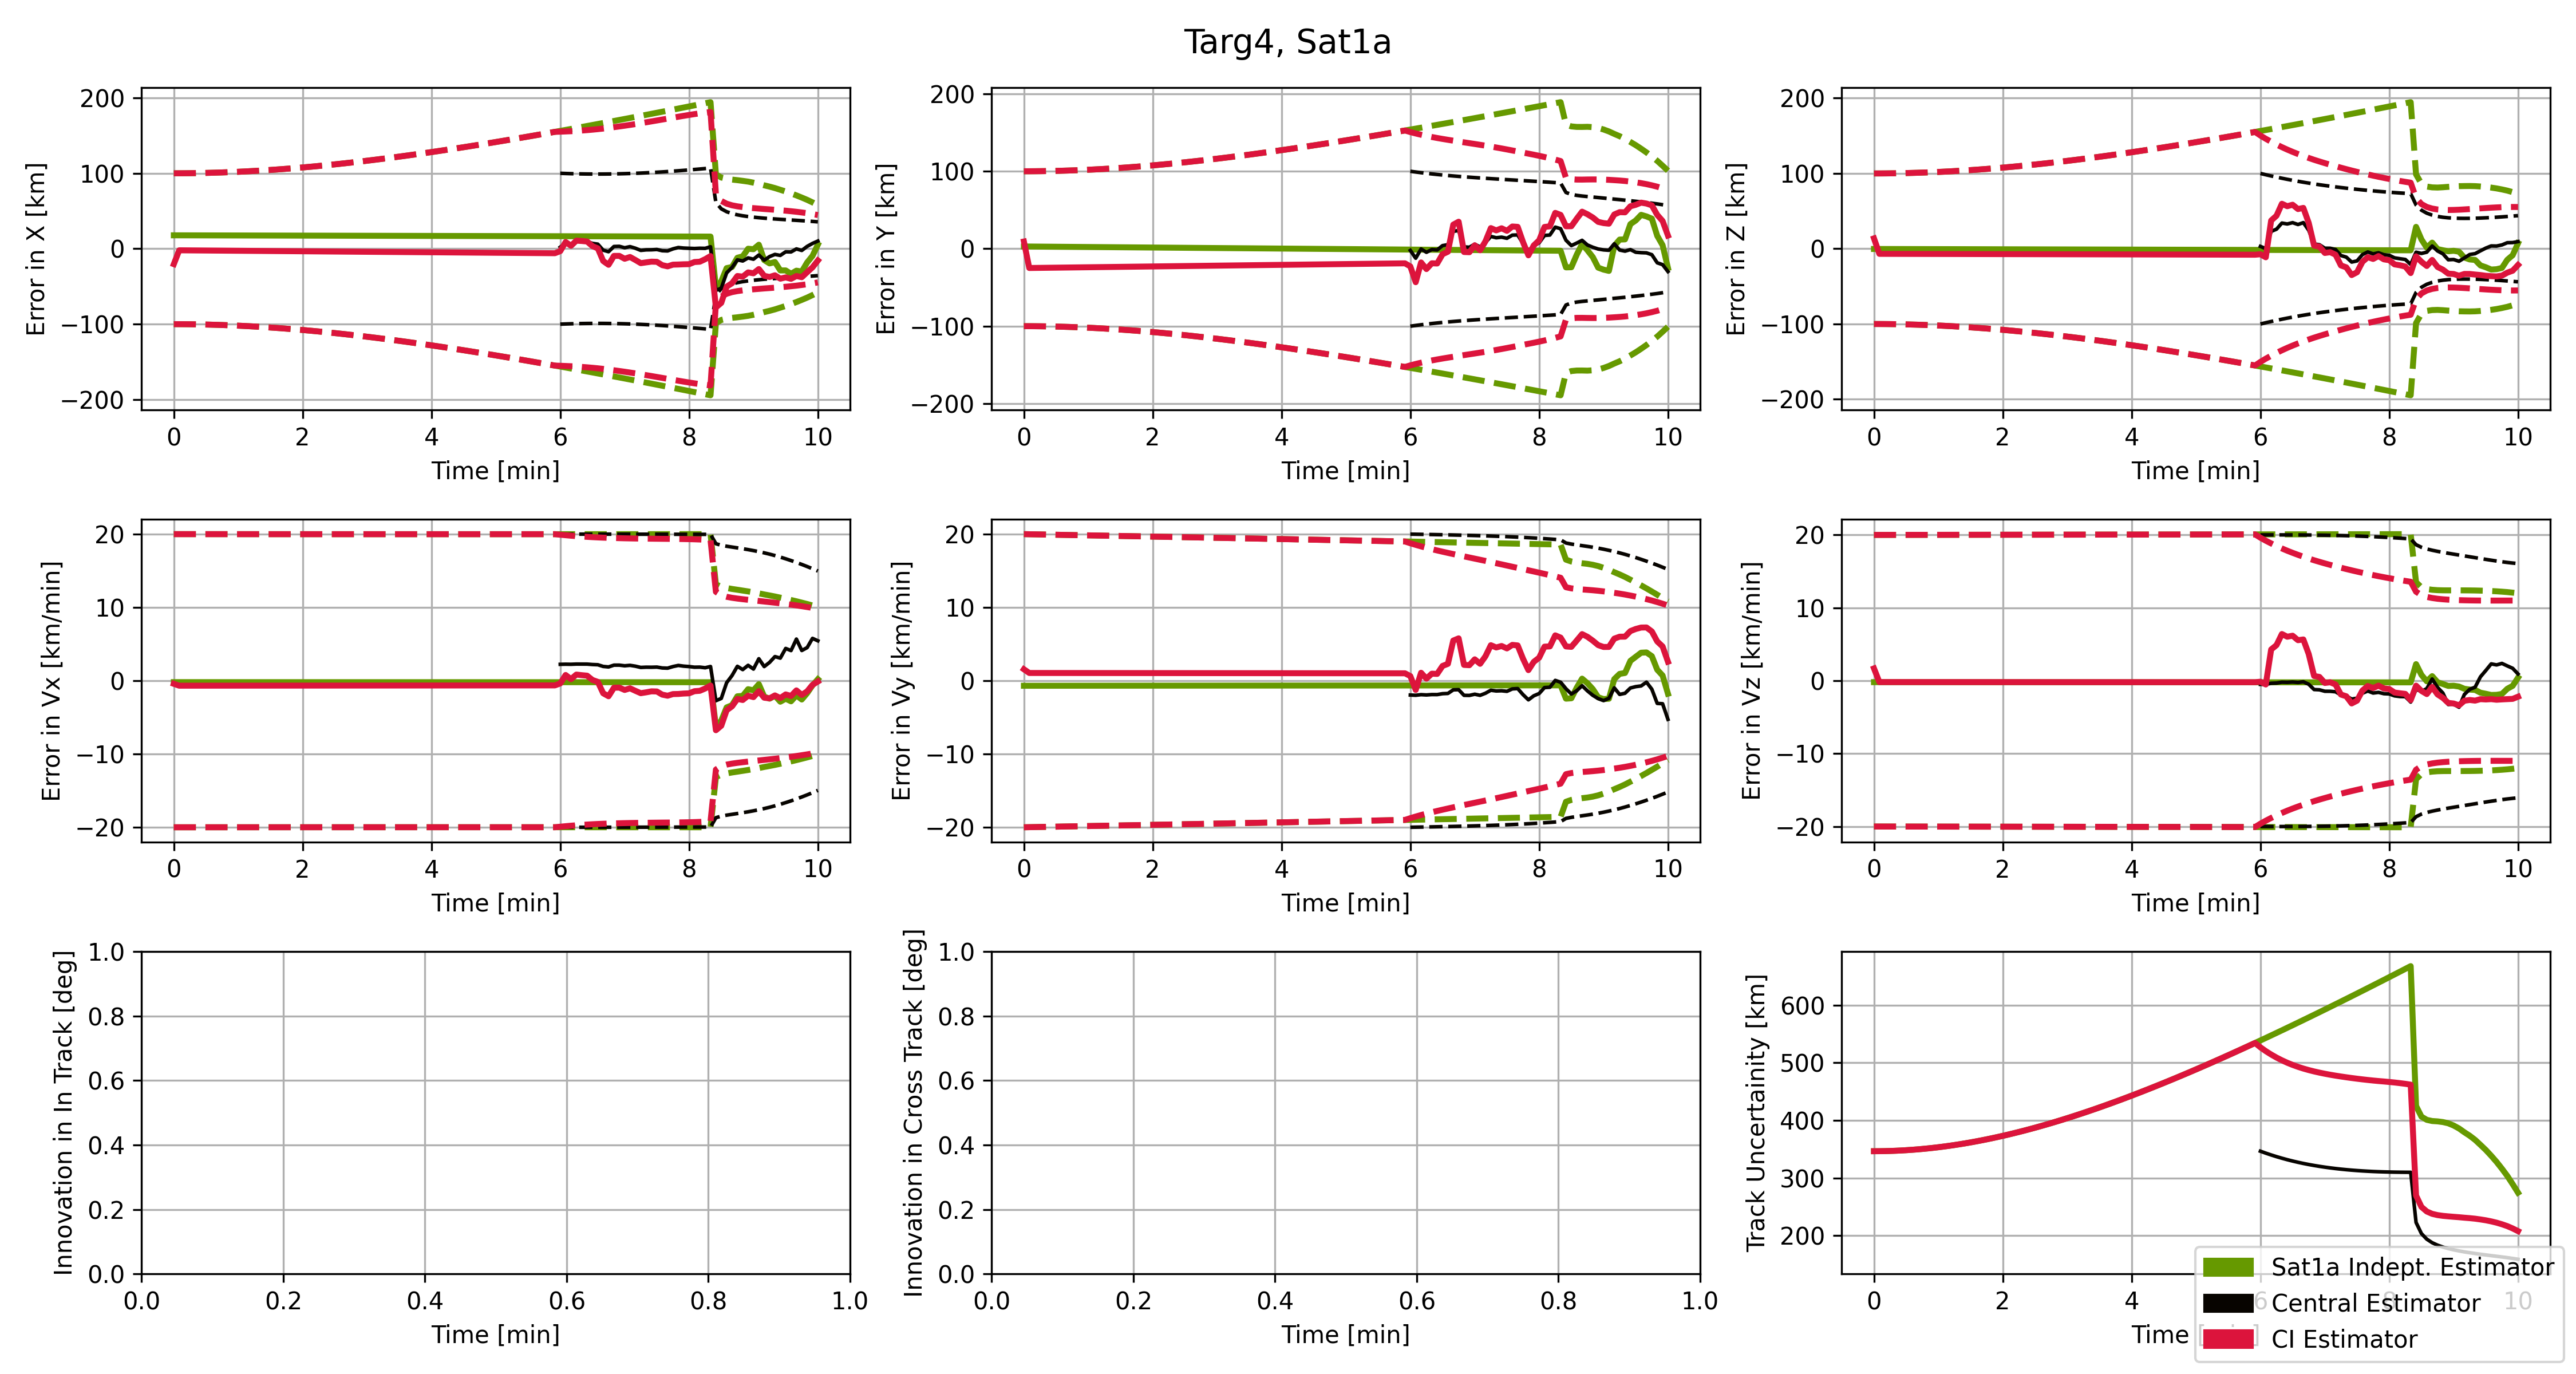 Targ4, Sat1a
Error in X [km]
200
100
0
−100
−200
0 2 4 6 8 10
Time [min]
Error in Y [km]
200
100
0
−100
−200
0 2 4 6 8 10
Time [min]
Error in Z [km]
200
100
0
−100
−200
0 2 4 6 8 10
Time [min]
Error in Vx [km/min]
20
10
0
−10
−20
0 2 4 6 8 10
Time [min]
Error in Vy [km/min]
20
10
0
−10
−20
0 2 4 6 8 10
Time [min]
Error in Vz [km/min]
20
10
0
−10
−20
0 2 4 6 8 10
Time [min]
Innovation in In Track [deg]
1.0
0.8
0.6
0.4
0.2
0.0
0.0 0.2 0.4 0.6 0.8 1.0
Time [min]
Innovation in Cross Track [deg]
1.0
0.8
0.6
0.4
0.2
0.0
0.0 0.2 0.4 0.6 0.8 1.0
Time [min]
Track Uncertainity [km]
600
500
400
300
200
0 2 4 6 8 10
Time
Sat1a Indept. Estimator
Central Estimator
CI Estimator